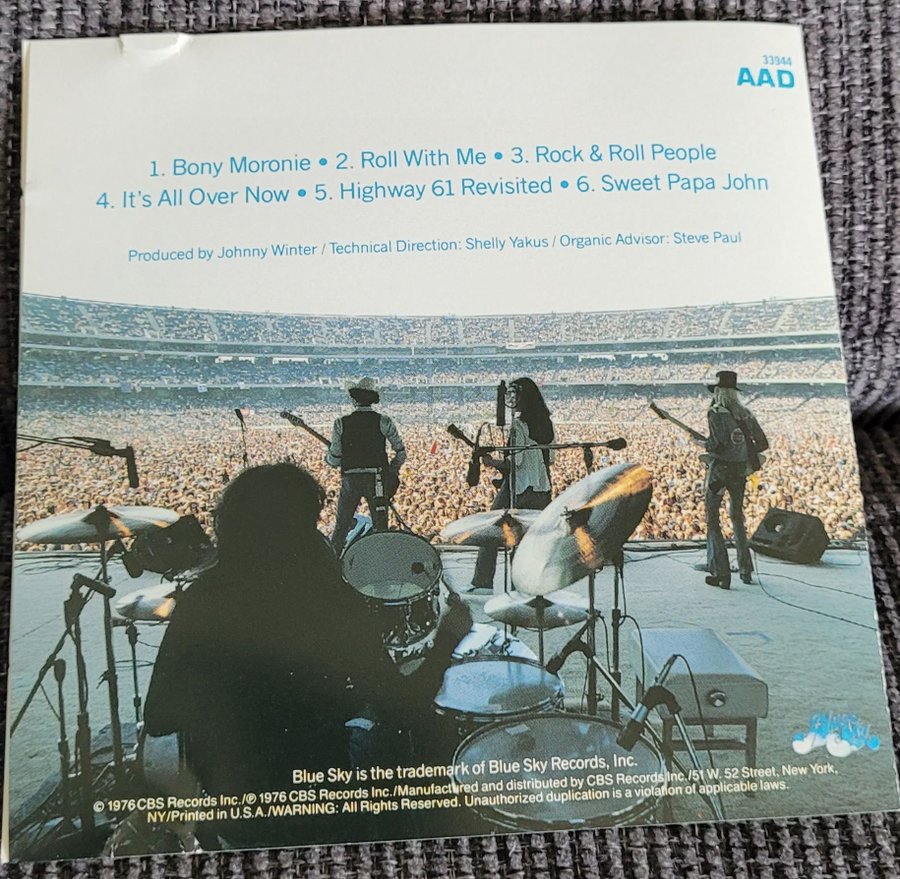 33944
AAD
1. Bony Moronie • 2. Roll With Me • 3. Rock & Roll People
4. It's All Over Now • 5. Highway 61 Revisited • 6. Sweet Papa John
Produced by Johnny Winter / Technical Direction: Shelly Yakus / Organic Advisor: Steve Paul
Blue Sky
Blue Sky is the trademark of Blue Sky Records, Inc.
© 1976 CBS Records Inc./℗ 1976 CBS Records Inc./Manufactured and distributed by CBS Records Inc./51 W. 52 Street, New York,
NY/Printed in U.S.A./WARNING: All Rights Reserved. Unauthorized duplication is a violation of applicable laws.